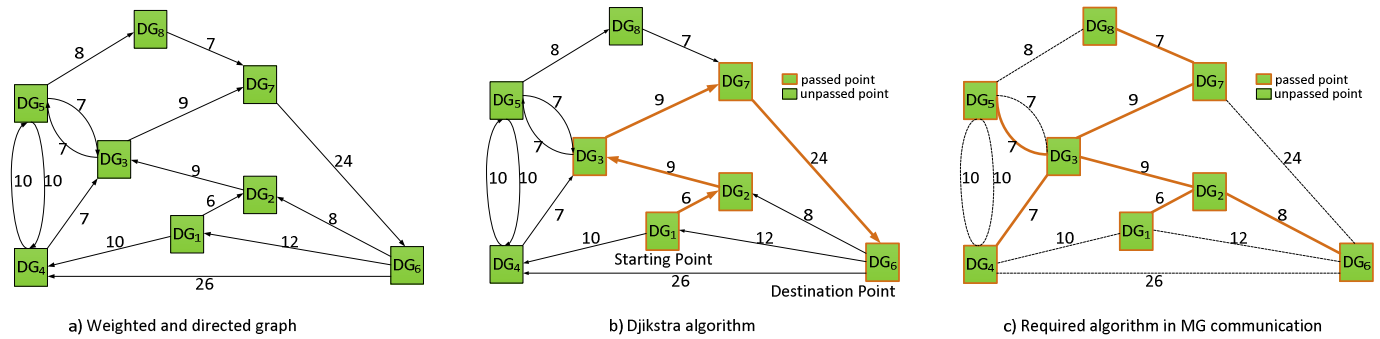 DG8
8
7
DG7
DG5
7
9
7
DG3
24
10
10
9
DG2
6
7
8
DG1
10
12
DG4
DG6
26
a) Weighted and directed graph
DG8
8
7
DG7
passed point
unpassed point
DG5
7
9
7
DG3
24
10
10
9
DG2
6
7
8
DG1
10
12
Starting Point
DG4
DG6
26
Destination Point
b) Djikstra algorithm
DG8
8
7
DG7
passed point
unpassed point
DG5
7
9
7
DG3
24
10
10
9
DG2
6
7
8
DG1
10
12
DG4
DG6
26
c) Required algorithm in MG communication